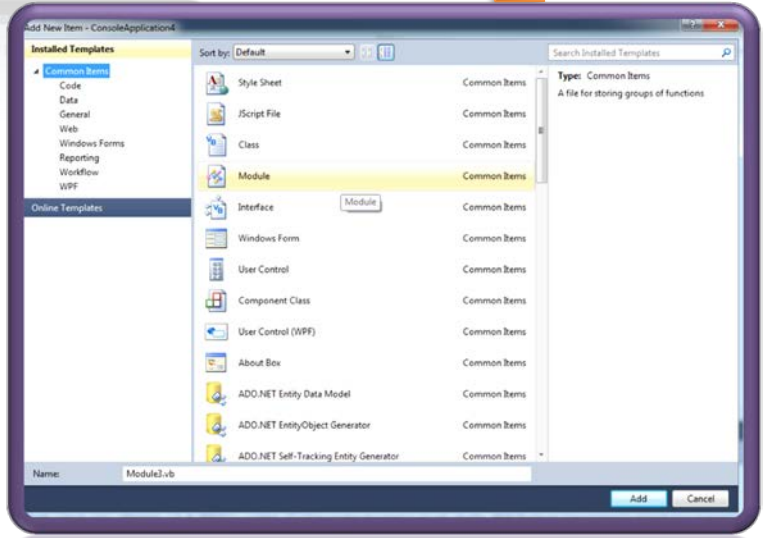 Add New Item - ConsoleApplication4
Installed Templates
Common Items
Code
Data
General
Web
Windows Forms
Reporting
Workflow
WPF
Online Templates
Sort by: Default
Style Sheet Common Items
JScript File Common Items
Class Common Items
Module Common Items
Module
Interface Common Items
Windows Form Common Items
User Control Common Items
Component Class Common Items
User Control (WPF) Common Items
About Box Common Items
ADO.NET Entity Data Model Common Items
ADO.NET EntityObject Generator Common Items
ADO.NET Self-Tracking Entity Generator Common Items
Search Installed Templates
Type: Common Items
A file for storing groups of functions
Name: Module3.vb
Add Cancel